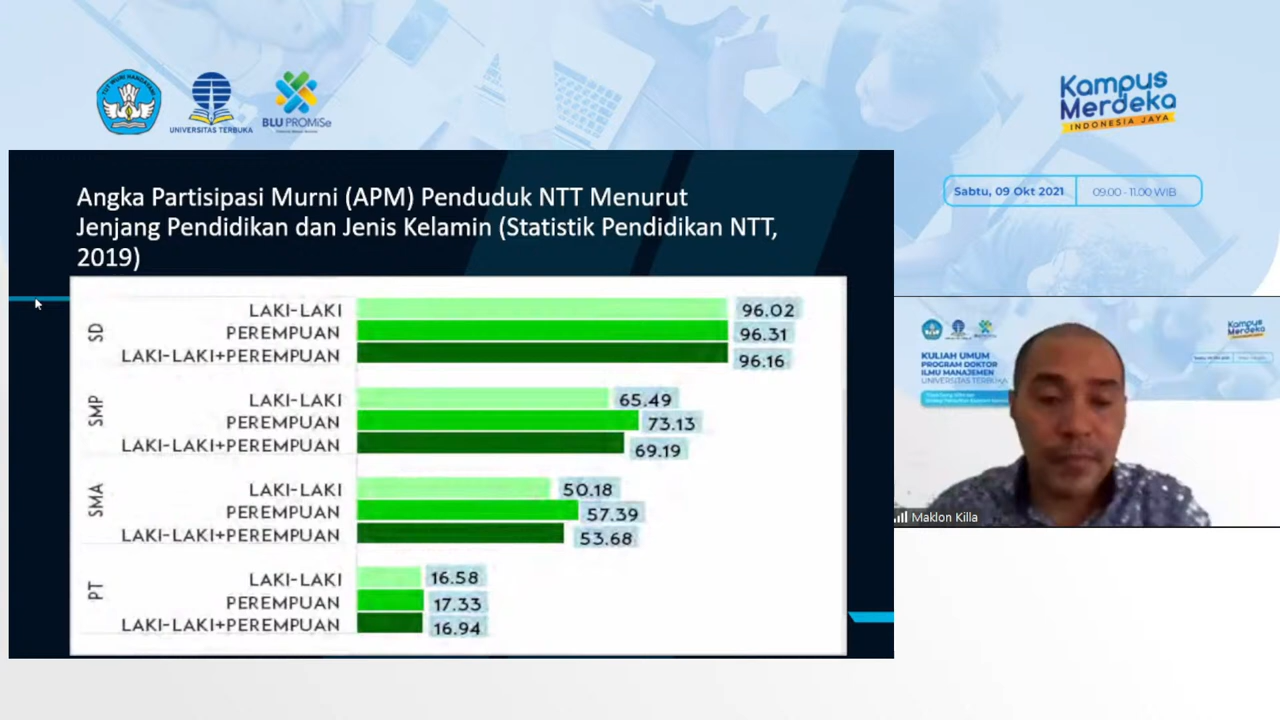 TUT WURI HANDAYANI
UNIVERSITAS TERBUKA
BLU PROMiSe
Kampus
Merdeka
INDONESIA JAYA
Sabtu, 09 Okt 2021
09.00 - 11.00 WIB
Angka Partisipasi Murni (APM) Penduduk NTT Menurut
Jenjang Pendidikan dan Jenis Kelamin (Statistik Pendidikan NTT,
2019)
SD
LAKI-LAKI 96.02
PEREMPUAN 96.31
LAKI-LAKI+PEREMPUAN 96.16
SMP
LAKI-LAKI 65.49
PEREMPUAN 73.13
LAKI-LAKI+PEREMPUAN 69.19
SMA
LAKI-LAKI 50.18
PEREMPUAN 57.39
LAKI-LAKI+PEREMPUAN 53.68
PT
LAKI-LAKI 16.58
PEREMPUAN 17.33
LAKI-LAKI+PEREMPUAN 16.94
Kampus
Merdeka
KULIAH UMUM
PROGRAM DOKTOR
ILMU MANAJEMEN
UNIVERSITAS TERBUKA
Maklon Killa